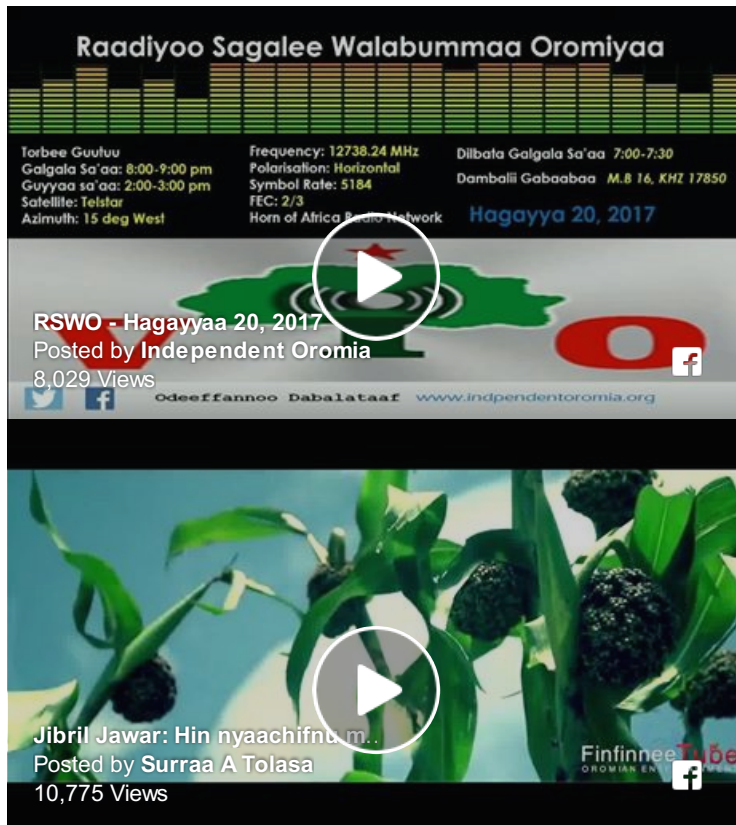 Raadiyoo Sagalee Walabummaa Oromiyaa
Torbee Guutuu
Galgala Sa'aa: 8:00-9:00 pm
Guyyaa sa'aa: 2:00-3:00 pm
Satellite: Telstar
Azimuth: 15 deg West
Frequency: 12738.24 MHz
Polarisation: Horizontal
Symbol Rate: 5184
FEC: 2/3
Horn of Africa Radio Network
Dilbata Galgala Sa'aa 7:00-7:30
Dambalii Gabaabaa M.B 16, KHZ 17850
Hagayya 20, 2017
RSWO - Hagayyaa 20, 2017
Posted by Independent Oromia
8,029 Views
Odeeffannoo Dabalataaf www.indpendentoromia.org
Jibril Jawar: Hin nyaachifnu m..
Posted by Surraa A Tolasa
10,775 Views
FinfinneeTube